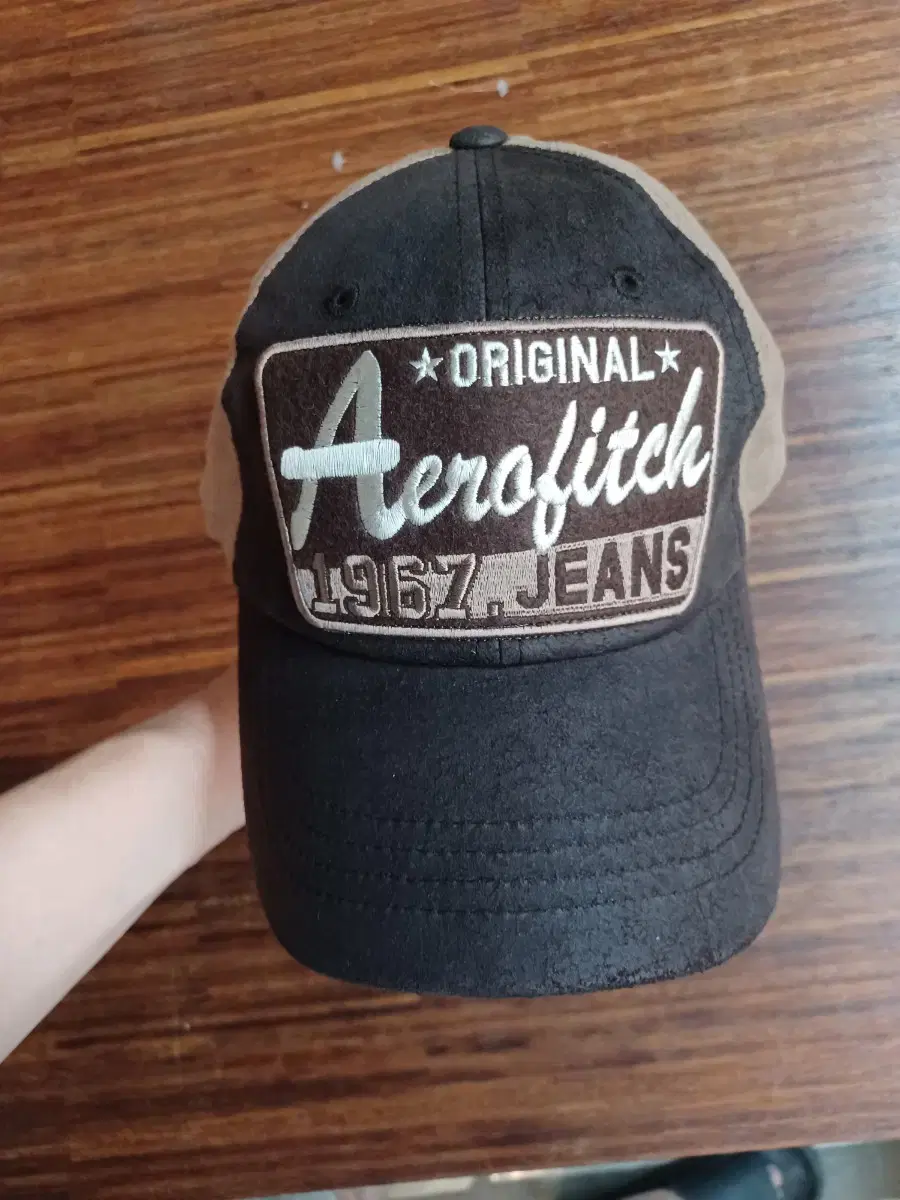 ★ORIGINAL★
Aerofitch
1967. JEANS